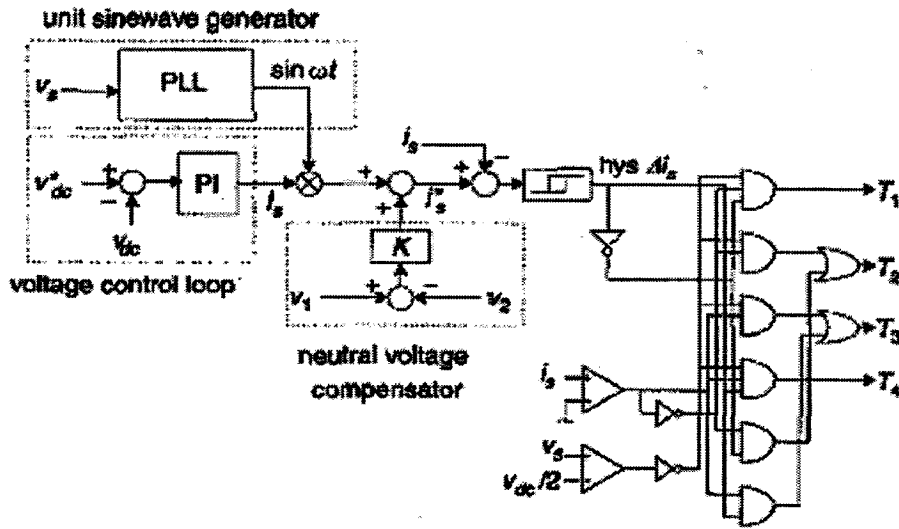 unit sinewave generator
v_s
PLL
sin ωt
v*_dc
+
−
PI
v_dc
I_s
voltage control loop
+
+
i*_s
i_s
+
−
hys Δi_s
K
v_1
+
−
v_2
neutral voltage
compensator
i_s
v_s
v_dc/2
T_1
T_2
T_3
T_4